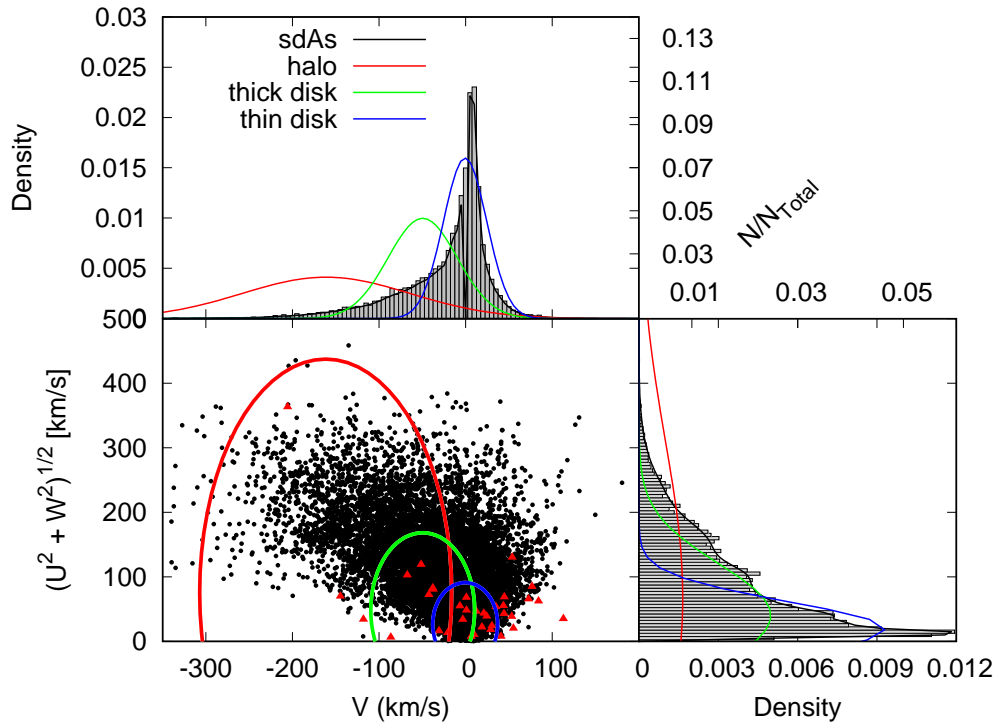 0.03
0.025
0.02
0.015
0.01
0.005
0
Density
sdAs
halo
thick disk
thin disk
0.13
0.11
0.09
0.07
0.05
0.03
N/N_Total
0.01 0.03 0.05
500
400
300
200
100
0
(U² + W²)^1/2 [km/s]
-300 -200 -100 0 100
V (km/s)
0 0.003 0.006 0.009 0.012
Density